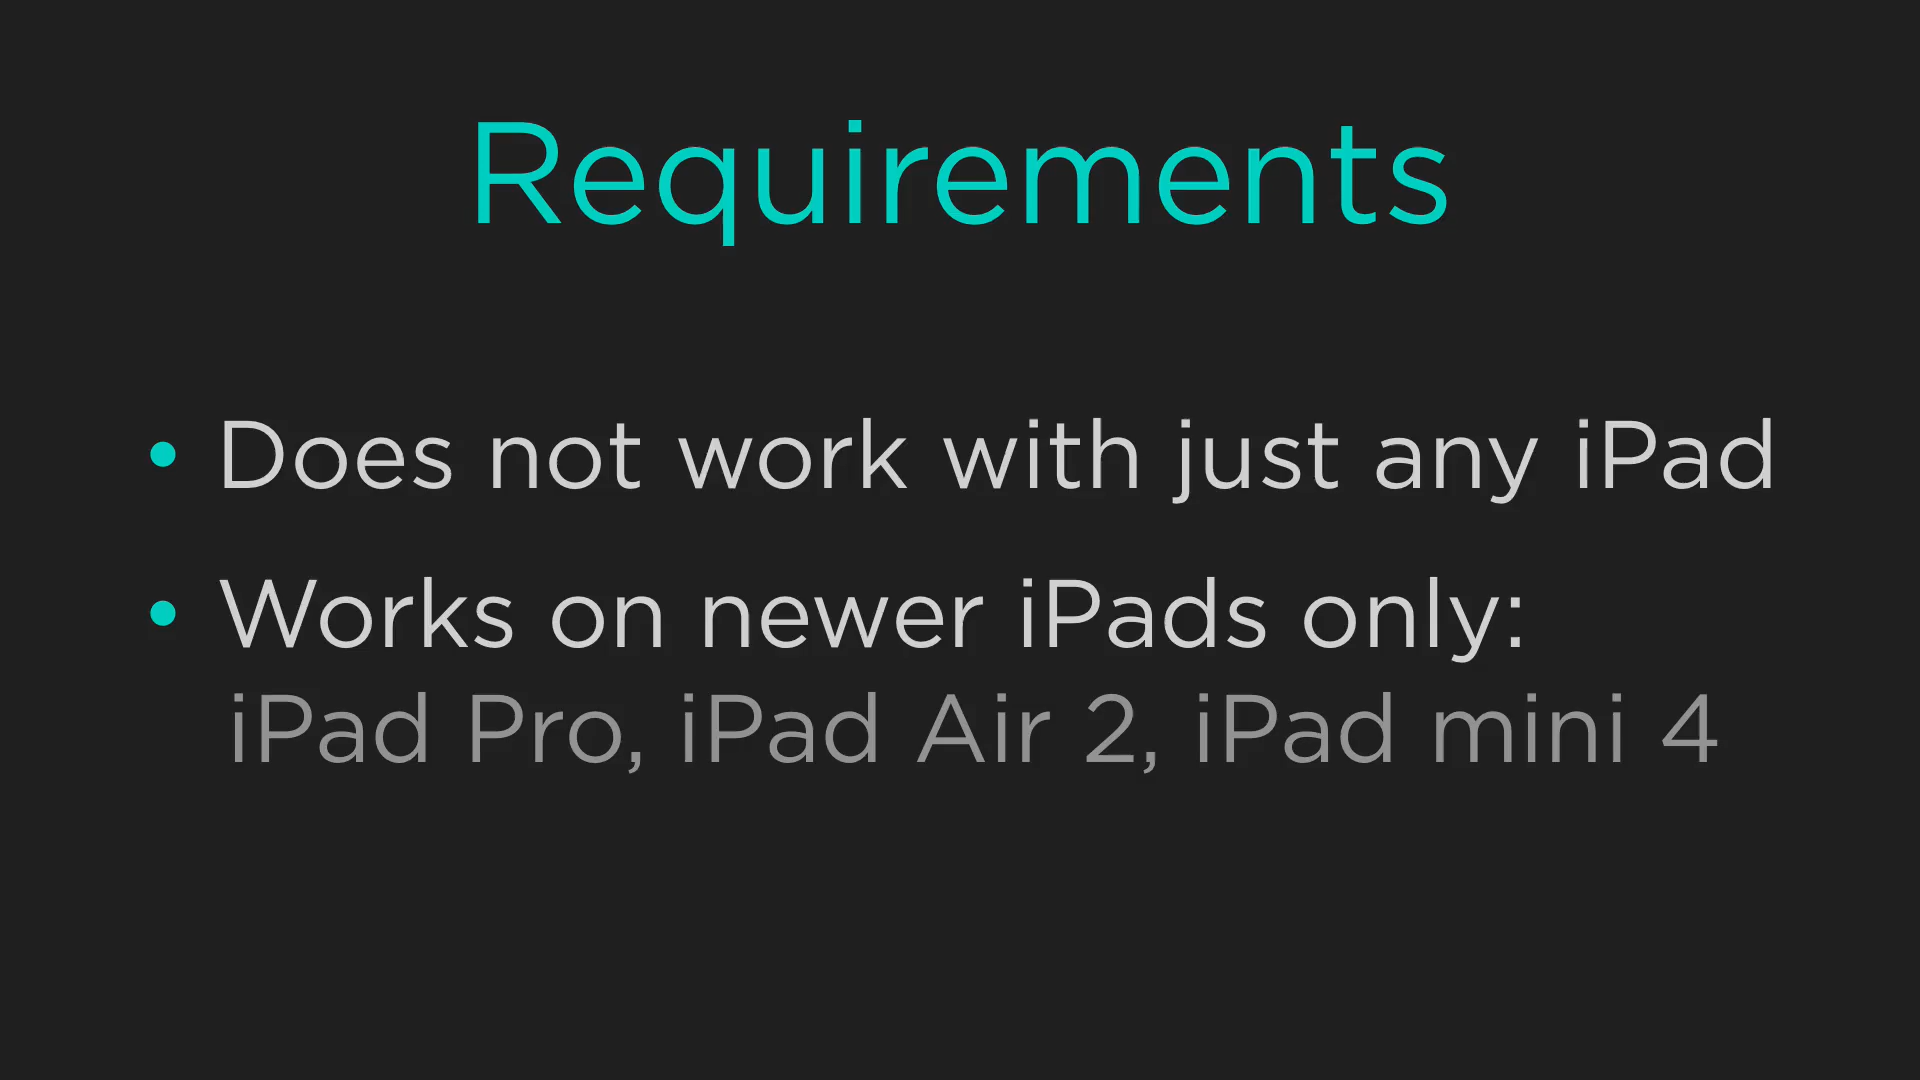 Requirements
• Does not work with just any iPad
• Works on newer iPads only:
iPad Pro, iPad Air 2, iPad mini 4